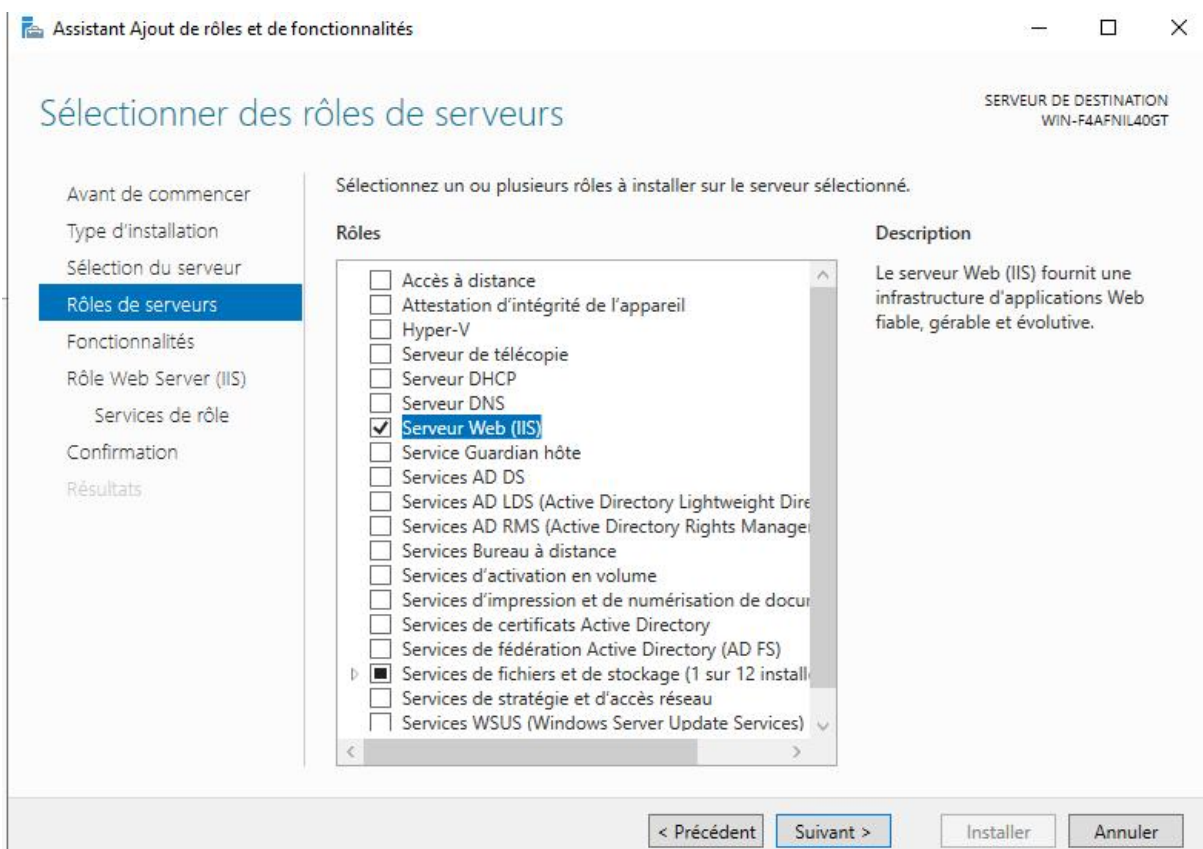 Assistant Ajout de rôles et de fonctionnalités
Sélectionner des rôles de serveurs
SERVEUR DE DESTINATION
WIN-F4AFNIL40GT
Avant de commencer
Type d'installation
Sélection du serveur
Rôles de serveurs
Fonctionnalités
Rôle Web Server (IIS)
Services de rôle
Confirmation
Résultats
Sélectionnez un ou plusieurs rôles à installer sur le serveur sélectionné.
Rôles
Accès à distance
Attestation d’intégrité de l’appareil
Hyper-V
Serveur de télécopie
Serveur DHCP
Serveur DNS
Serveur Web (IIS)
Service Guardian hôte
Services AD DS
Services AD LDS (Active Directory Lightweight Dire
Services AD RMS (Active Directory Rights Manager
Services Bureau à distance
Services d’activation en volume
Services d’impression et de numérisation de docur
Services de certificats Active Directory
Services de fédération Active Directory (AD FS)
Services de fichiers et de stockage (1 sur 12 install
Services de stratégie et d’accès réseau
Services WSUS (Windows Server Update Services)
Description
Le serveur Web (IIS) fournit une
infrastructure d'applications Web
fiable, gérable et évolutive.
< Précédent
Suivant >
Installer
Annuler